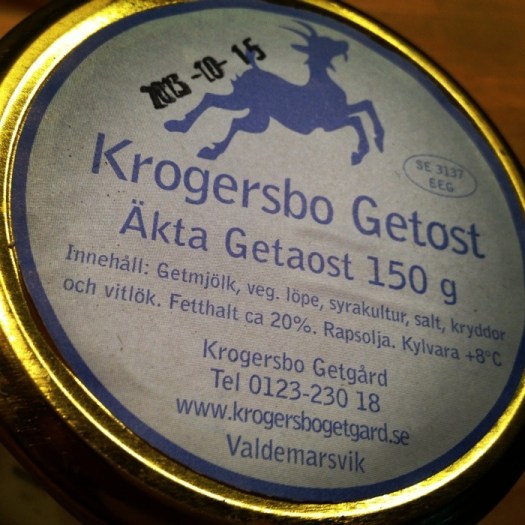 2013-10-15
SE 3137
EEG
Krogersbo Getost
Äkta Getaost 150 g
Innehåll: Getmjölk, veg. löpe, syrakultur, salt, kryddor
och vitlök. Fetthalt ca 20%. Rapsolja. Kylvara +8°C
Krogersbo Getgård
Tel 0123-230 18
www.krogersbogetgard.se
Valdemarsvik